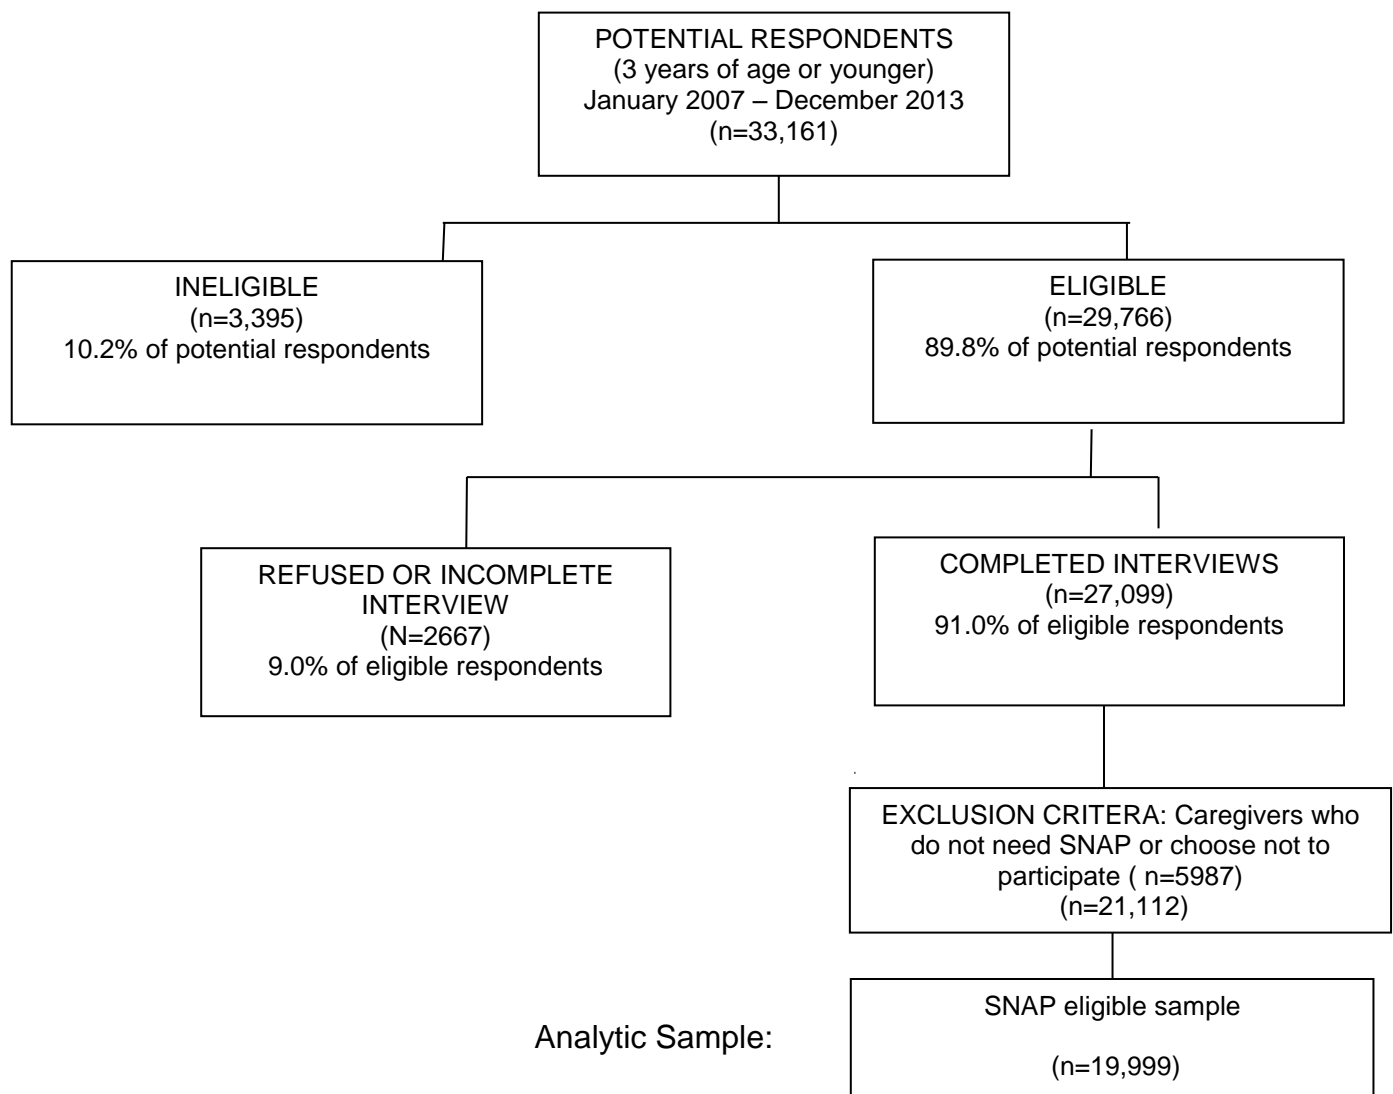 POTENTIAL RESPONDENTS
(3 years of age or younger)
January 2007 – December 2013
(n=33,161)
INELIGIBLE
(n=3,395)
10.2% of potential respondents
ELIGIBLE
(n=29,766)
89.8% of potential respondents
REFUSED OR INCOMPLETE
INTERVIEW
(N=2667)
9.0% of eligible respondents
COMPLETED INTERVIEWS
(n=27,099)
91.0% of eligible respondents
EXCLUSION CRITERA: Caregivers who
do not need SNAP or choose not to
participate ( n=5987)
(n=21,112)
Analytic Sample:
SNAP eligible sample
(n=19,999)